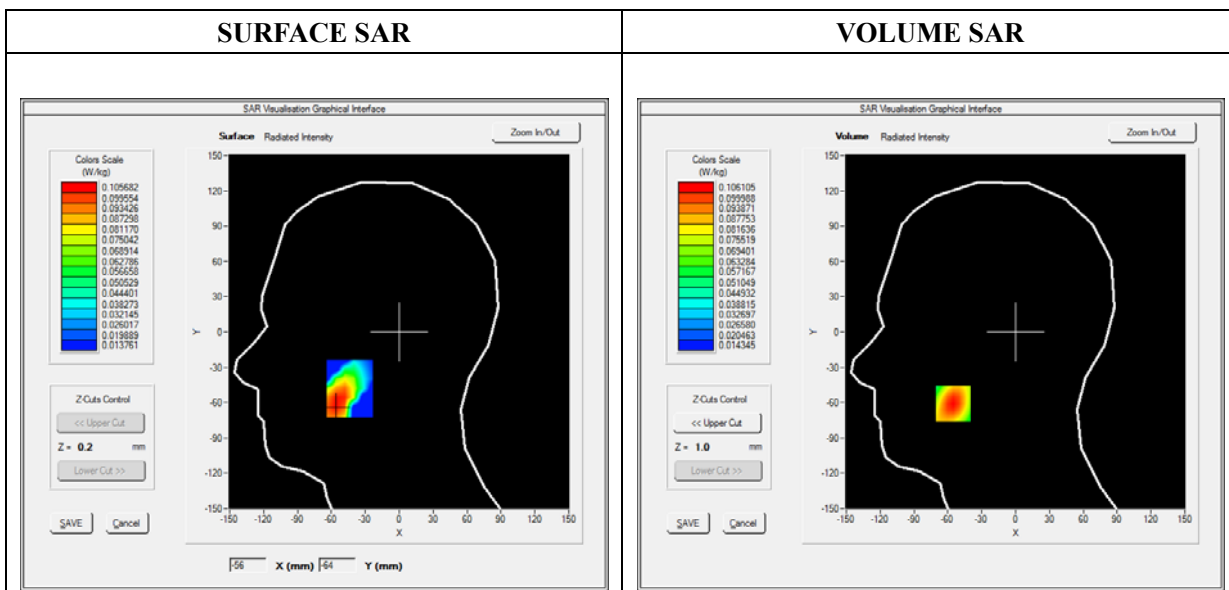 SURFACE SAR
VOLUME SAR
SAR Visualisation Graphical Interface
Surface Radiated Intensity
Zoom In/Out
Colors Scale
(W/kg)
0.105682
0.099554
0.093426
0.087298
0.081170
0.075042
0.068914
0.062786
0.056658
0.050529
0.044401
0.038273
0.032145
0.026017
0.019889
0.013761
Z-Cuts Control
<< Upper Cut
Z = 0.2 mm
Lower Cut >>
SAVE Cancel
150
120
90
60
30
0
-30
-60
-90
-120
-150
Y
-150 -120 -90 -60 -30 0 30 60 90 120 150
X
-56 X (mm) -64 Y (mm)
SAR Visualisation Graphical Interface
Volume Radiated Intensity
Zoom In/Out
Colors Scale
(W/kg)
0.106105
0.099988
0.093871
0.087753
0.081636
0.075519
0.069401
0.063284
0.057167
0.051049
0.044932
0.038815
0.032697
0.026580
0.020463
0.014345
Z-Cuts Control
<< Upper Cut
Z = 1.0 mm
Lower Cut >>
SAVE Cancel
150
120
90
60
30
0
-30
-60
-90
-120
-150
Y
-150 -120 -90 -60 -30 0 30 60 90 120 150
X